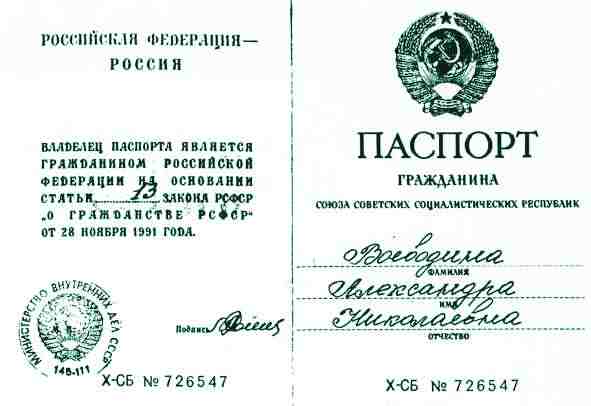 РОССИЙСКАЯ ФЕДЕРАЦИЯ—
РОССИЯ
ВЛАДЕЛЕЦ ПАСПОРТА ЯВЛЯЕТСЯ
ГРАЖДАНИНОМ РОССИЙСКОЙ
ФЕДЕРАЦИИ НА ОСНОВАНИИ
СТАТЬИ 13 ЗАКОНА РСФСР
„О ГРАЖДАНСТВЕ РСФСР“
ОТ 28 НОЯБРЯ 1991 ГОДА.
МИНИСТЕРСТВО ВНУТРЕННИХ ДЕЛ СССР
148-111
Подпись
X-СБ № 726547
ПАСПОРТ
ГРАЖДАНИНА
СОЮЗА СОВЕТСКИХ СОЦИАЛИСТИЧЕСКИХ РЕСПУБЛИК
Воеводина
ФАМИЛИЯ
Александра
ИМЯ
Николаевна
ОТЧЕСТВО
X-СБ № 726547